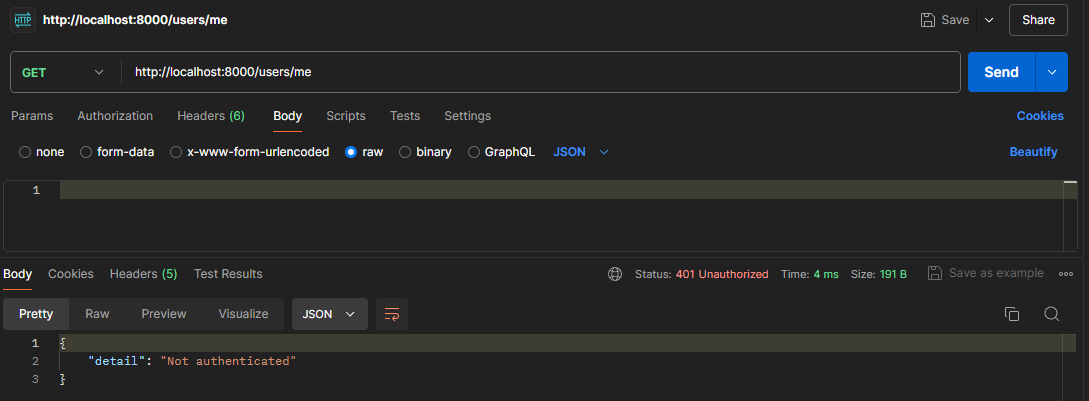 HTTP http://localhost:8000/users/me Save Share
GET http://localhost:8000/users/me Send
Params Authorization Headers (6) Body Scripts Tests Settings Cookies
none form-data x-www-form-urlencoded raw binary GraphQL JSON Beautify
1
Body Cookies Headers (5) Test Results Status: 401 Unauthorized Time: 4 ms Size: 191 B Save as example
Pretty Raw Preview Visualize JSON
1 {
2 "detail": "Not authenticated"
3 }